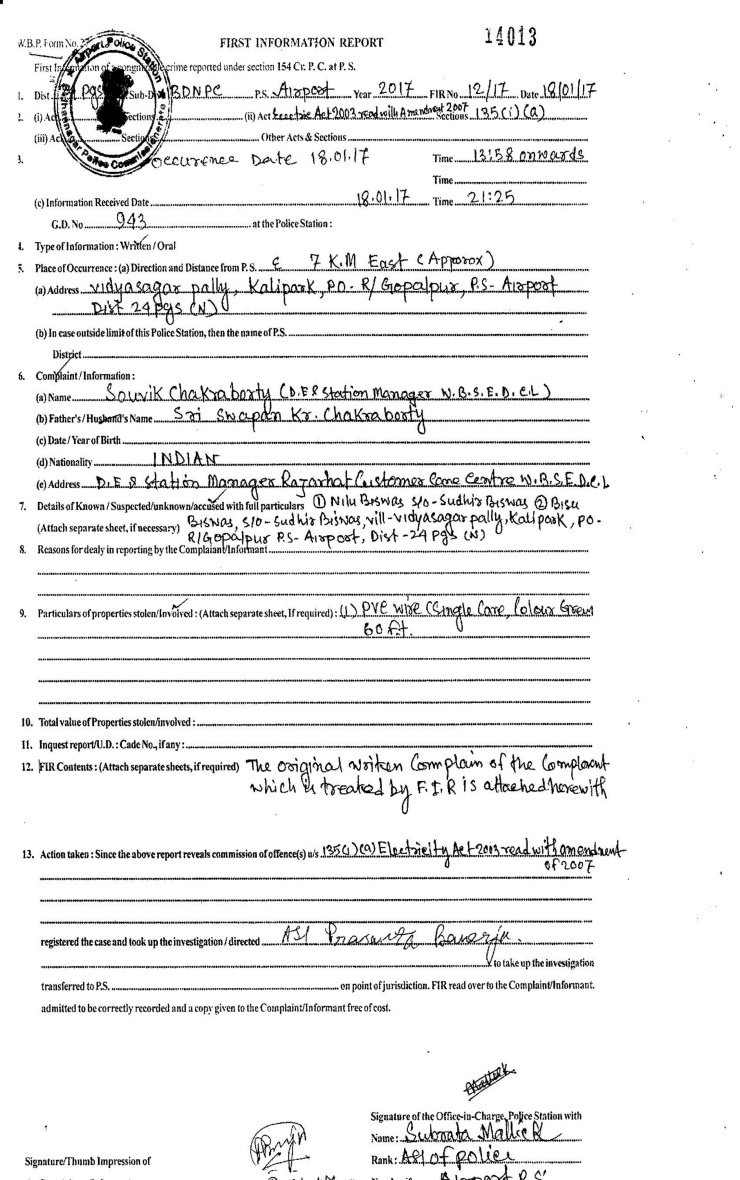 14013
W.B.P. Form No. 27
FIRST INFORMATION REPORT
First Information of a cognizable crime reported under section 154 Cr. P. C. at P. S.
Airport Police Station
Bidhannagar Police Commissionerate
1. Dist. Pgs Sub-Div BDNPC P.S. Airport Year 2017 FIR No 12/17 Date 18/01/17
2. (i) Act Sections (ii) Act Electric Act 2003 read with Amendment 2007 Sections 135(i)(a)
(iii) Act Sections Other Acts & Sections
3. Occurence Date 18.01.17 Time 13:58 onwards
Time
(c) Information Received Date 18.01.17 Time 21:25
G.D. No 943 at the Police Station :
4. Type of Information : Written / Oral
5. Place of Occurrence : (a) Direction and Distance from P.S. 7 K.M East (Approx)
(a) Address vidyasagar pally, Kalipark, PO- R/Gopalpur, P.S- Airport
Dist 24 pgs (N)
(b) In case outside limit of this Police Station, then the name of P.S.
District
6. Complaint / Information :
(a) Name Souvik Chakraborty (D.E & Station Manager W.B.S.E.D.C.L)
(b) Father's / Husband's Name Sri Swapan Kr. Chakraborty
(c) Date / Year of Birth
(d) Nationality INDIAN
(e) Address D.E & Station Manager Rajarhat Customer Care Centre W.B.S.E.D.C.L
7. Details of Known / Suspected/unknown/accused with full particulars ① Nilu Biswas S/o- Sudhir Biswas ② Bisu
(Attach separate sheet, if necessary) Biswas, S/o- Sudhir Biswas, vill- vidyasagar pally, Kalipark, PO-
R/Gopalpur P.S- Airport, Dist -24 Pgs (N)
8. Reasons for dealy in reporting by the Complaiant/Informant
9. Particulars of properties stolen/Involved : (Attach separate sheet, If required) : (1) PVC wire (Single Core, Colour Green
60 ft.
10. Total value of Properties stolen/involved :
11. Inquest report/U.D. : Cade No., if any :
12. FIR Contents : (Attach separate sheets, if required) The original written Complain of the Complainant
which is treated by F.I.R is attached herewith
13. Action taken : Since the above report reveals commission of offence(s) u/s 135(1)(a) Electricity Act 2003 read with amendment
of 2007
registered the case and took up the investigation / directed ASI Prasanta Banerjee.
to take up the investigation
transferred to P.S. on point of jurisdiction. FIR read over to the Complaint/Informant.
admitted to be correctly recorded and a copy given to the Complaint/Informant free of cost.
Signature of the Office-in-Charge, Police Station with
Name : Subrata Mallick
Signature/Thumb Impression of
Rank : ASI of police
Airport P.S.